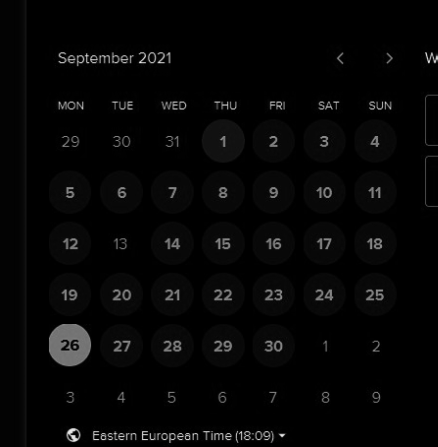 September 2021
W
MON TUE WED THU FRI SAT SUN
29 30 31 1 2 3 4
5 6 7 8 9 10 11
12 13 14 15 16 17 18
19 20 21 22 23 24 25
26 27 28 29 30 1 2
3 4 5 6 7 8 9
Eastern European Time (18:09)